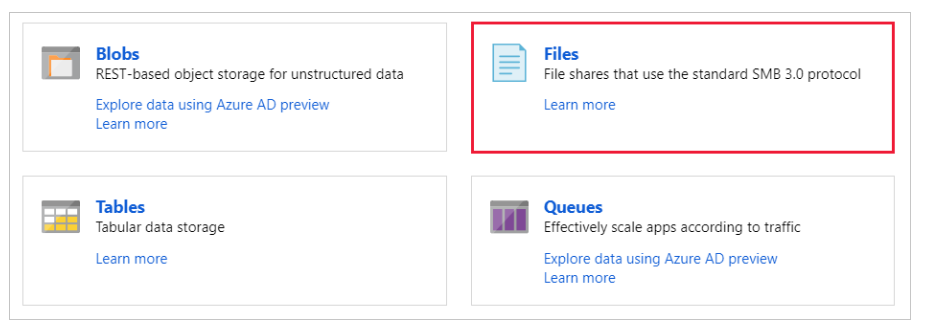 Blobs
REST-based object storage for unstructured data
Explore data using Azure AD preview
Learn more
Files
File shares that use the standard SMB 3.0 protocol
Learn more
Tables
Tabular data storage
Learn more
Queues
Effectively scale apps according to traffic
Explore data using Azure AD preview
Learn more